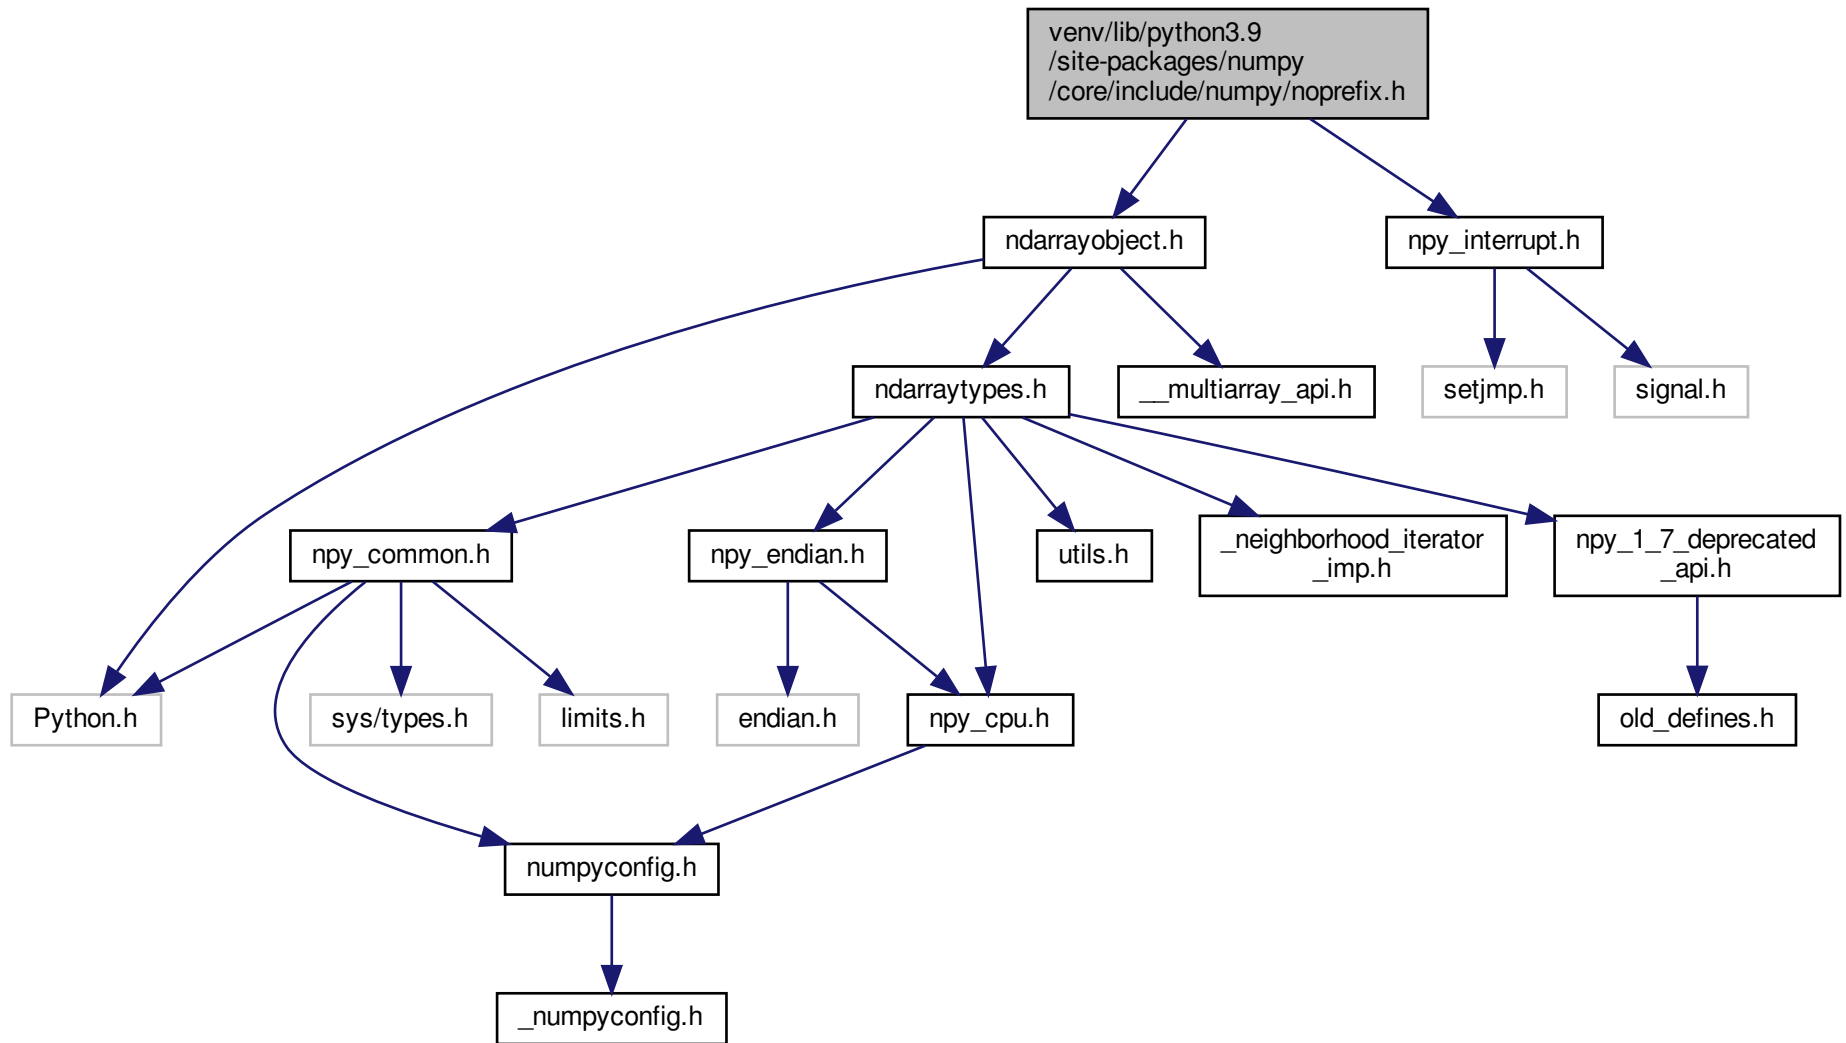 venv/lib/python3.9
/site-packages/numpy
/core/include/numpy/noprefix.h
ndarrayobject.h
npy_interrupt.h
ndarraytypes.h
__multiarray_api.h
setjmp.h
signal.h
npy_common.h
npy_endian.h
utils.h
_neighborhood_iterator
_imp.h
npy_1_7_deprecated
_api.h
Python.h
sys/types.h
limits.h
endian.h
npy_cpu.h
old_defines.h
numpyconfig.h
_numpyconfig.h